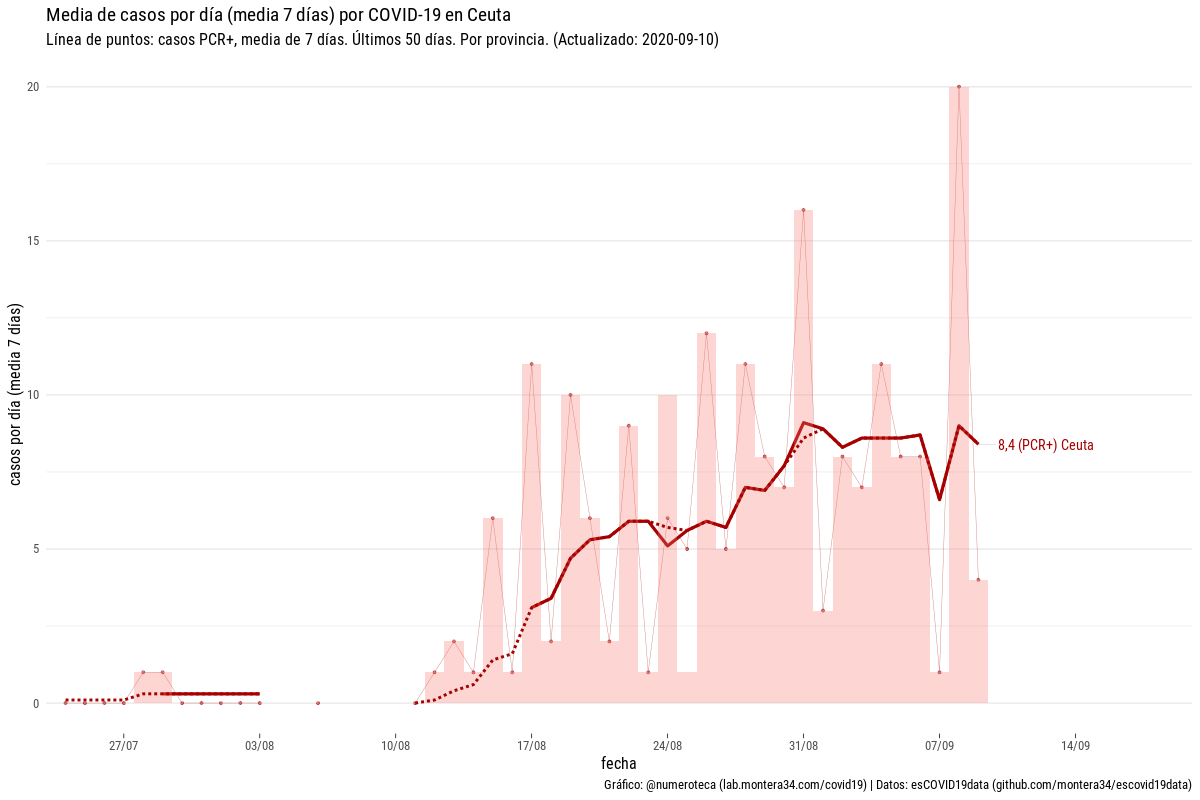 Media de casos por día (media 7 días) por COVID-19 en Ceuta
Línea de puntos: casos PCR+, media de 7 días. Últimos 50 días. Por provincia. (Actualizado: 2020-09-10)
casos por día (media 7 días)
20
15
10
5
0
8,4 (PCR+) Ceuta
27/07
03/08
10/08
17/08
24/08
31/08
07/09
14/09
fecha
Gráfico: @numeroteca (lab.montera34.com/covid19) | Datos: esCOVID19data (github.com/montera34/escovid19data)